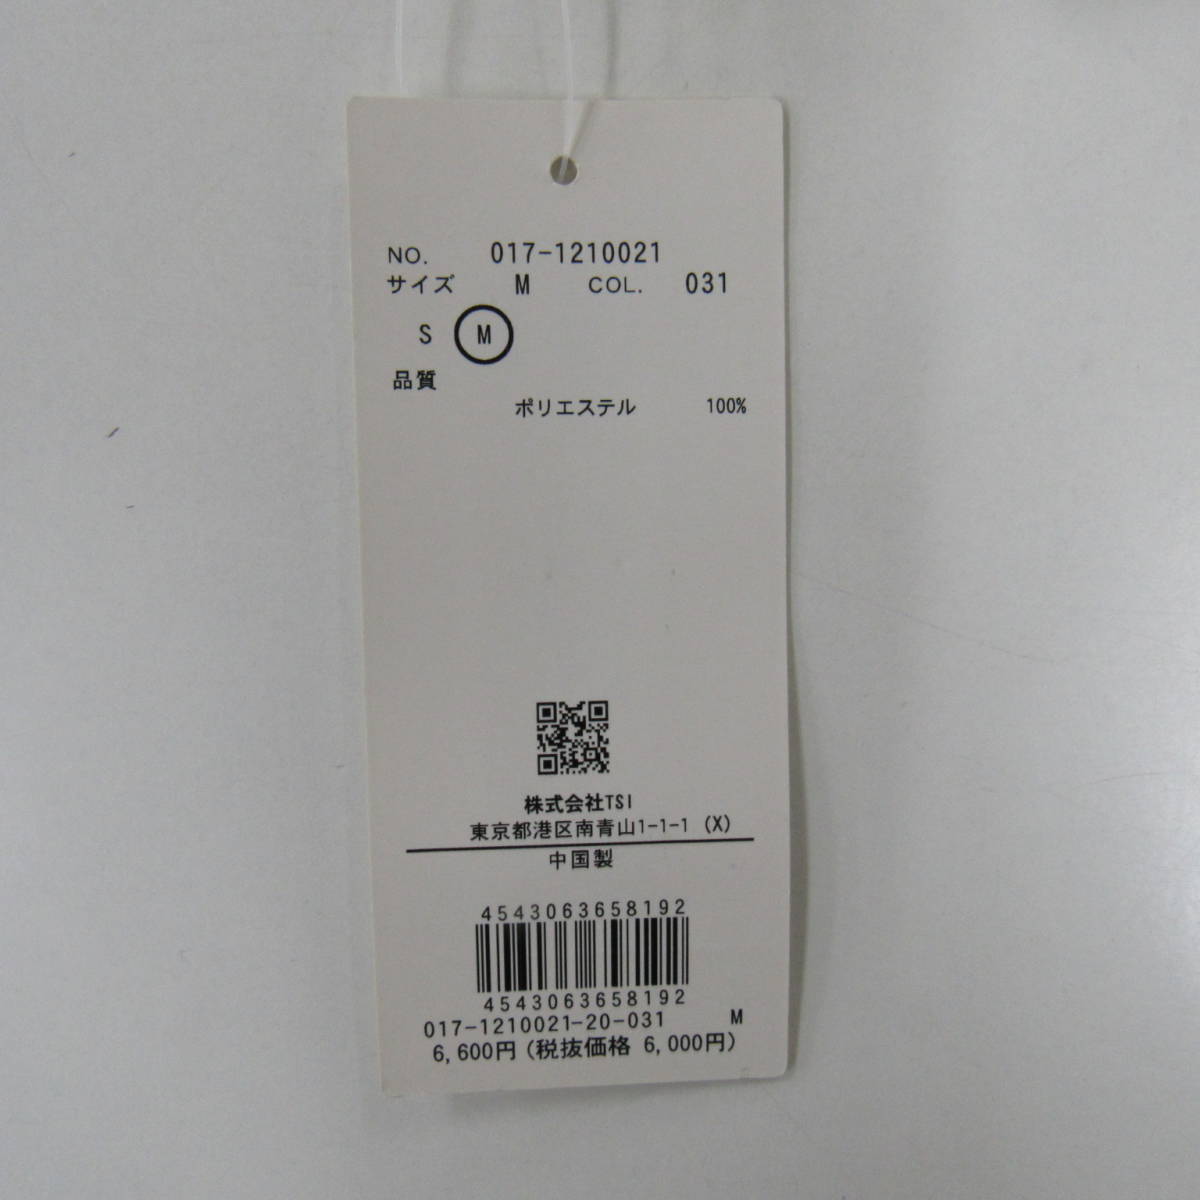 NO. 017-1210021
サイズ M COL. 031
S M
品質
ポリエステル 100%
株式会社TSI
東京都港区南青山1-1-1 (X)
中国製
4543063658192
4543063658192
017-1210021-20-031 M
6,600円(税抜価格 6,000円)